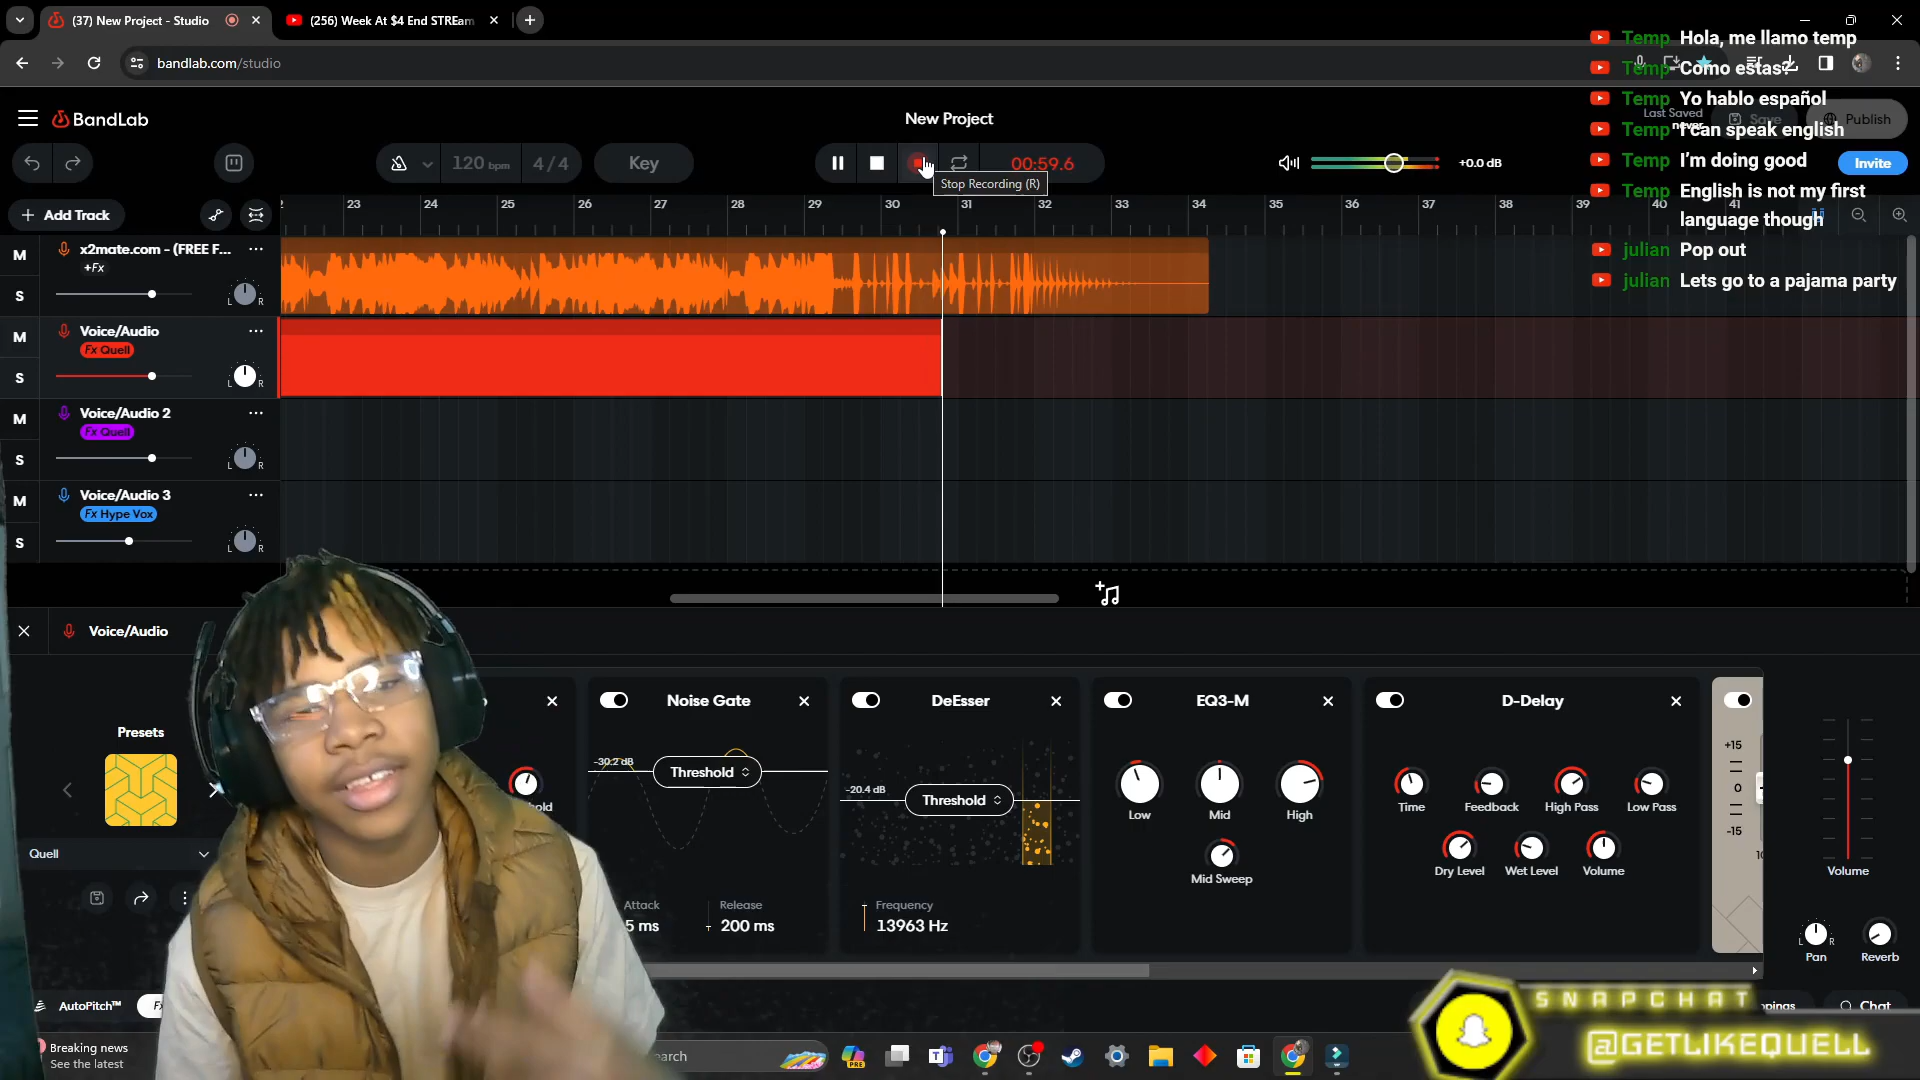 (37) New Project - Studio
(256) Week At $4 End STREam
bandlab.com/studio
Temp Hola, me llamo temp
Temp Como estas?
Temp Yo hablo español
Temp I can speak english
Temp I'm doing good
Temp English is not my first
language though
julian Pop out
julian Lets go to a pajama party
BandLab
New Project
Last Saved
never
Save
Publish
120 bpm
4 / 4
Key
00:59.6
+0.0 dB
Invite
Stop Recording (R)
+ Add Track
23 24 25 26 27 28 29 30 31 32 33 34 35 36 37 38 39 40 41
M
x2mate.com - (FREE F...
+Fx
S
L R
M
Voice/Audio
Fx Quell
S
L R
M
Voice/Audio 2
Fx Quell
S
L R
M
Voice/Audio 3
Fx Hype Vox
S
L R
Voice/Audio
Presets
Quell
Noise Gate
-30.2 dB
Threshold
Attack
5 ms
Release
200 ms
DeEsser
-20.4 dB
Threshold
Frequency
13963 Hz
EQ3-M
Low
Mid
High
Mid Sweep
D-Delay
Time
Feedback
High Pass
Low Pass
Dry Level
Wet Level
Volume
+15
0
-15
Volume
Pan
L R
Reverb
AutoPitch™
Chat
SNAPCHAT
@GETLIKEQUELL
Breaking news
See the latest
PRE